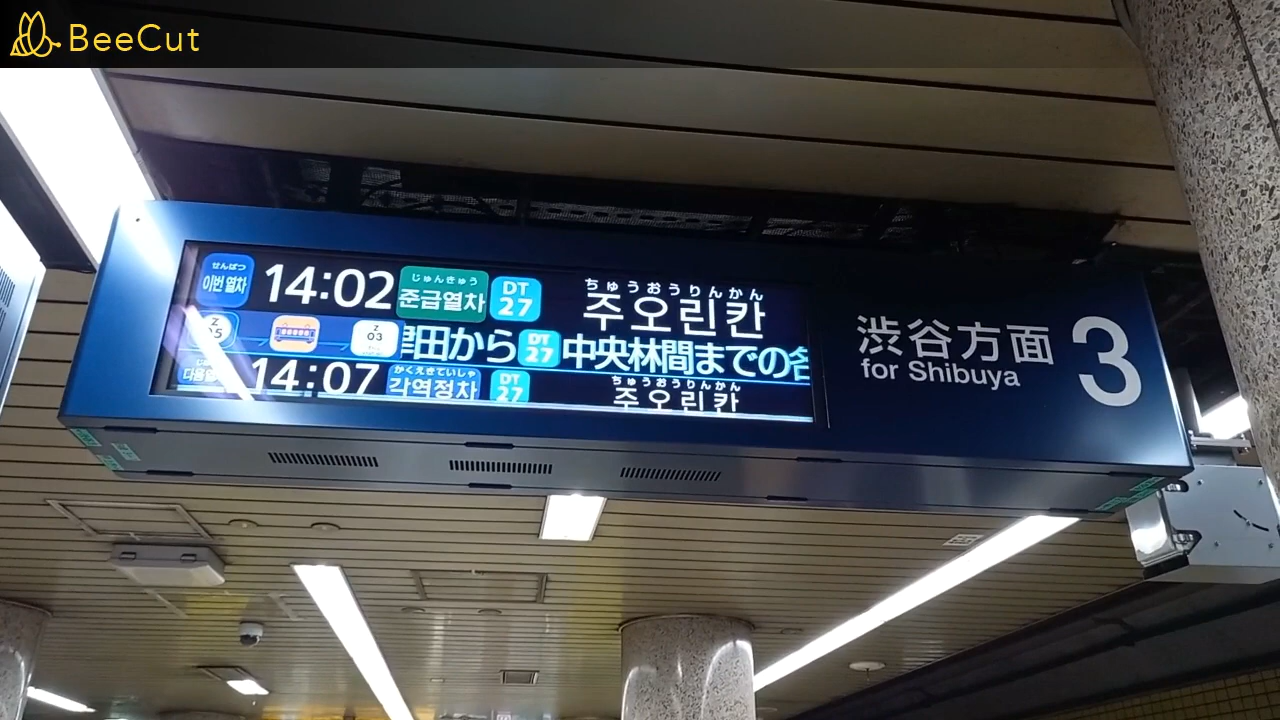 BeeCut
せんぱつ じゅんきゅう ちゅうおうりんかん
이번 열차 14:02 준급열차 DT 27 주오린칸
Z 03 田から DT 27 中央林間までの各
かくえきていしゃ ちゅうおうりんかん
14:07 각역정차 DT 27 주오린칸
渋谷方面 3
for Shibuya